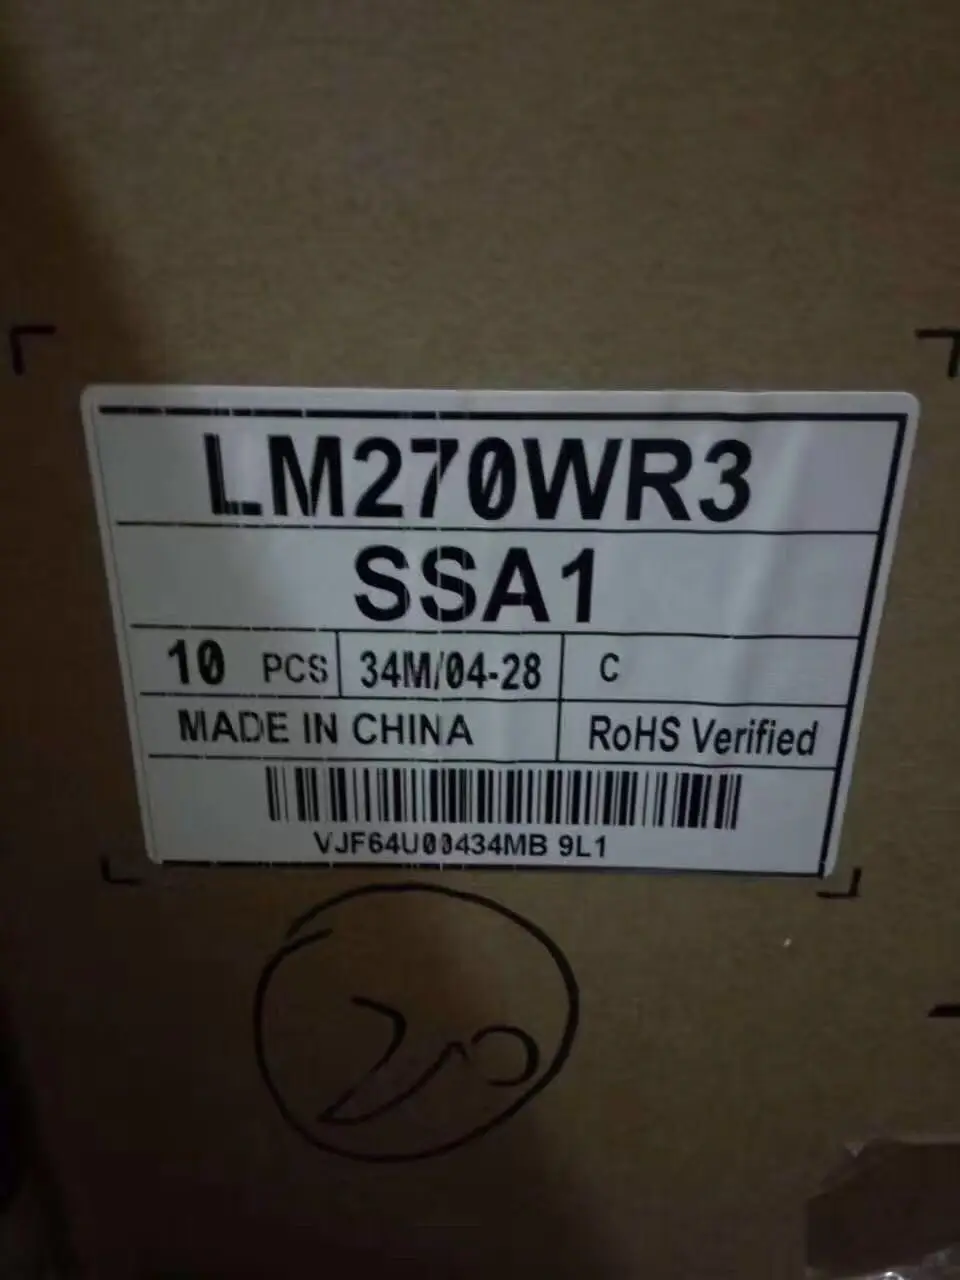 LM270WR3
SSA1
10 PCS 34M/04-28 C
MADE IN CHINA RoHS Verified
VJF64U00434MB 9L1